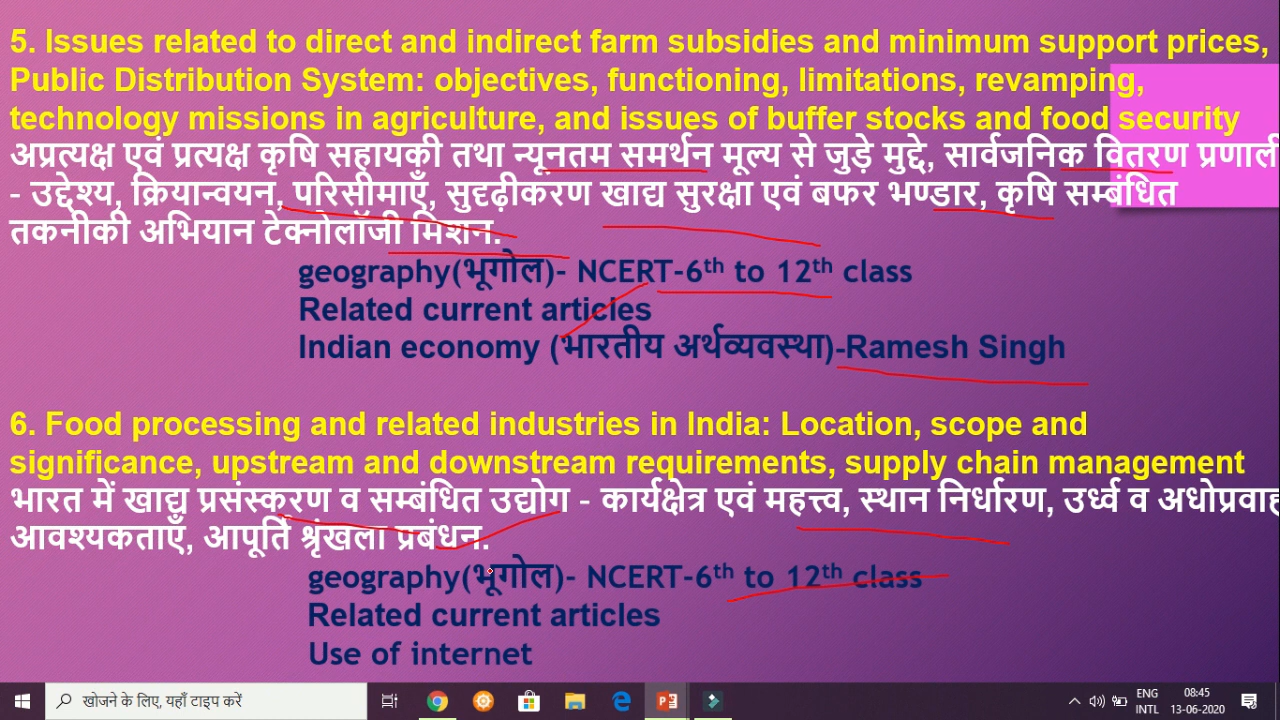 5. Issues related to direct and indirect farm subsidies and minimum support prices,
Public Distribution System: objectives, functioning, limitations, revamping,
technology missions in agriculture, and issues of buffer stocks and food security
अप्रत्यक्ष एवं प्रत्यक्ष कृषि सहायकी तथा न्यूनतम समर्थन मूल्य से जुड़े मुद्दे, सार्वजनिक वितरण प्रणाली
- उद्देश्य, क्रियान्वयन, परिसीमाएँ, सुदृढ़ीकरण खाद्य सुरक्षा एवं बफर भण्डार, कृषि सम्बंधित
तकनीकी अभियान टेक्नोलॉजी मिशन.
geography(भूगोल)- NCERT-6th to 12th class
Related current articles
Indian economy (भारतीय अर्थव्यवस्था)-Ramesh Singh
6. Food processing and related industries in India: Location, scope and
significance, upstream and downstream requirements, supply chain management
भारत में खाद्य प्रसंस्करण व सम्बंधित उद्योग - कार्यक्षेत्र एवं महत्त्व, स्थान निर्धारण, उर्ध्व व अधोप्रवाह
आवश्यकताएँ, आपूर्ति श्रृंखला प्रबंधन.
geography(भूगोल)- NCERT-6th to 12th class
Related current articles
Use of internet
खोजने के लिए, यहाँ टाइप करें
ENG 08:45
INTL 13-06-2020